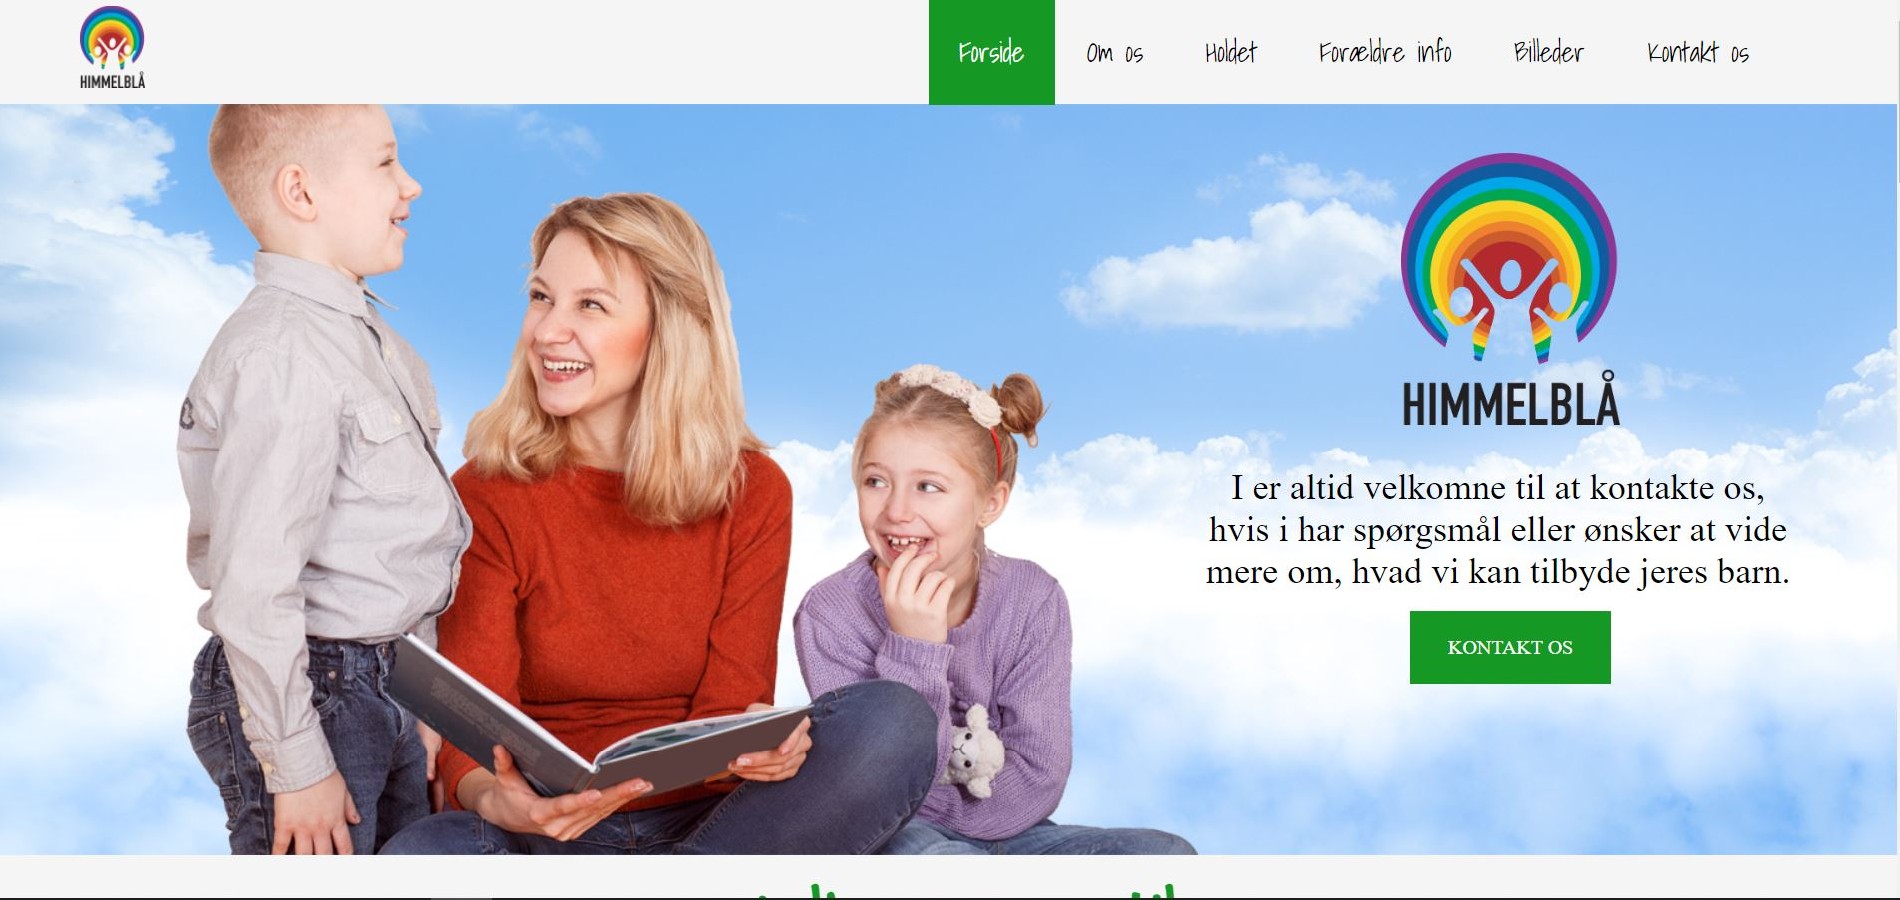 HIMMELBLÅ
Forside
Om os
Holdet
Forældre info
Billeder
Kontakt os
HIMMELBLÅ
I er altid velkomne til at kontakte os,
hvis i har spørgsmål eller ønsker at vide
mere om, hvad vi kan tilbyde jeres barn.
KONTAKT OS